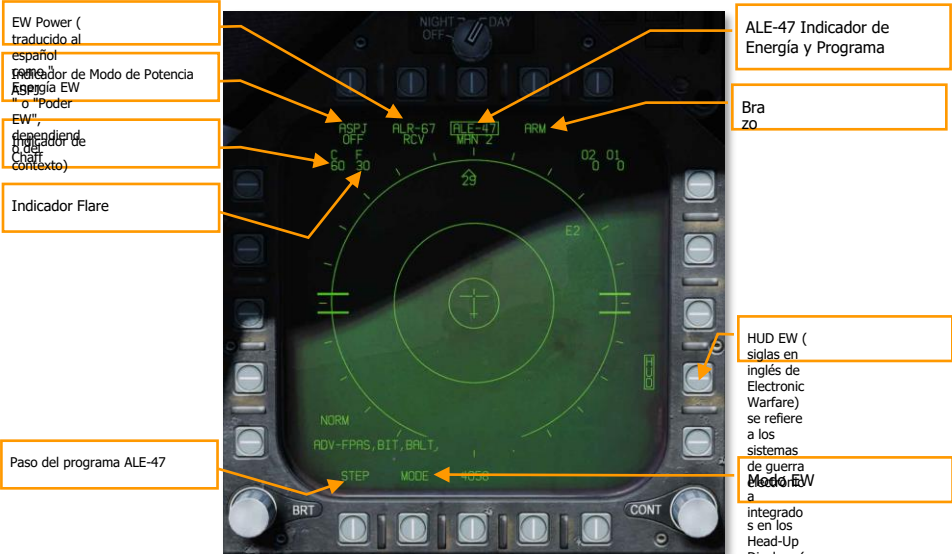 EW Power (
traducido al
español
como "
Energía EW
" o "Poder
EW",
dependiend
o del
contexto)
Indicador de Modo de Potencia
ASPJ
Indicador de
Chaff
Indicador Flare
Paso del programa ALE-47
NIGHT DAY
OFF
ASPJ ALR-67 ALE-47 ARM
OFF RCV MAN 2
C F O2 O1
60 30 0 0
29
E2
HUD
NORM
ADV-FPAS,BIT,BALT,
STEP MODE 4058
BRT CONT
ALE-47 Indicador de
Energía y Programa
Bra
zo
HUD EW (
siglas en
inglés de
Electronic
Warfare)
se refiere
a los
sistemas
de guerra
electrónic
a
integrado
s en los
Head-Up
Modo EW